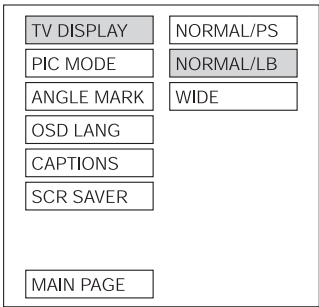 TV DISPLAY NORMAL/PS
PIC MODE NORMAL/LB
ANGLE MARK WIDE
OSD LANG
CAPTIONS
SCR SAVER
MAIN PAGE